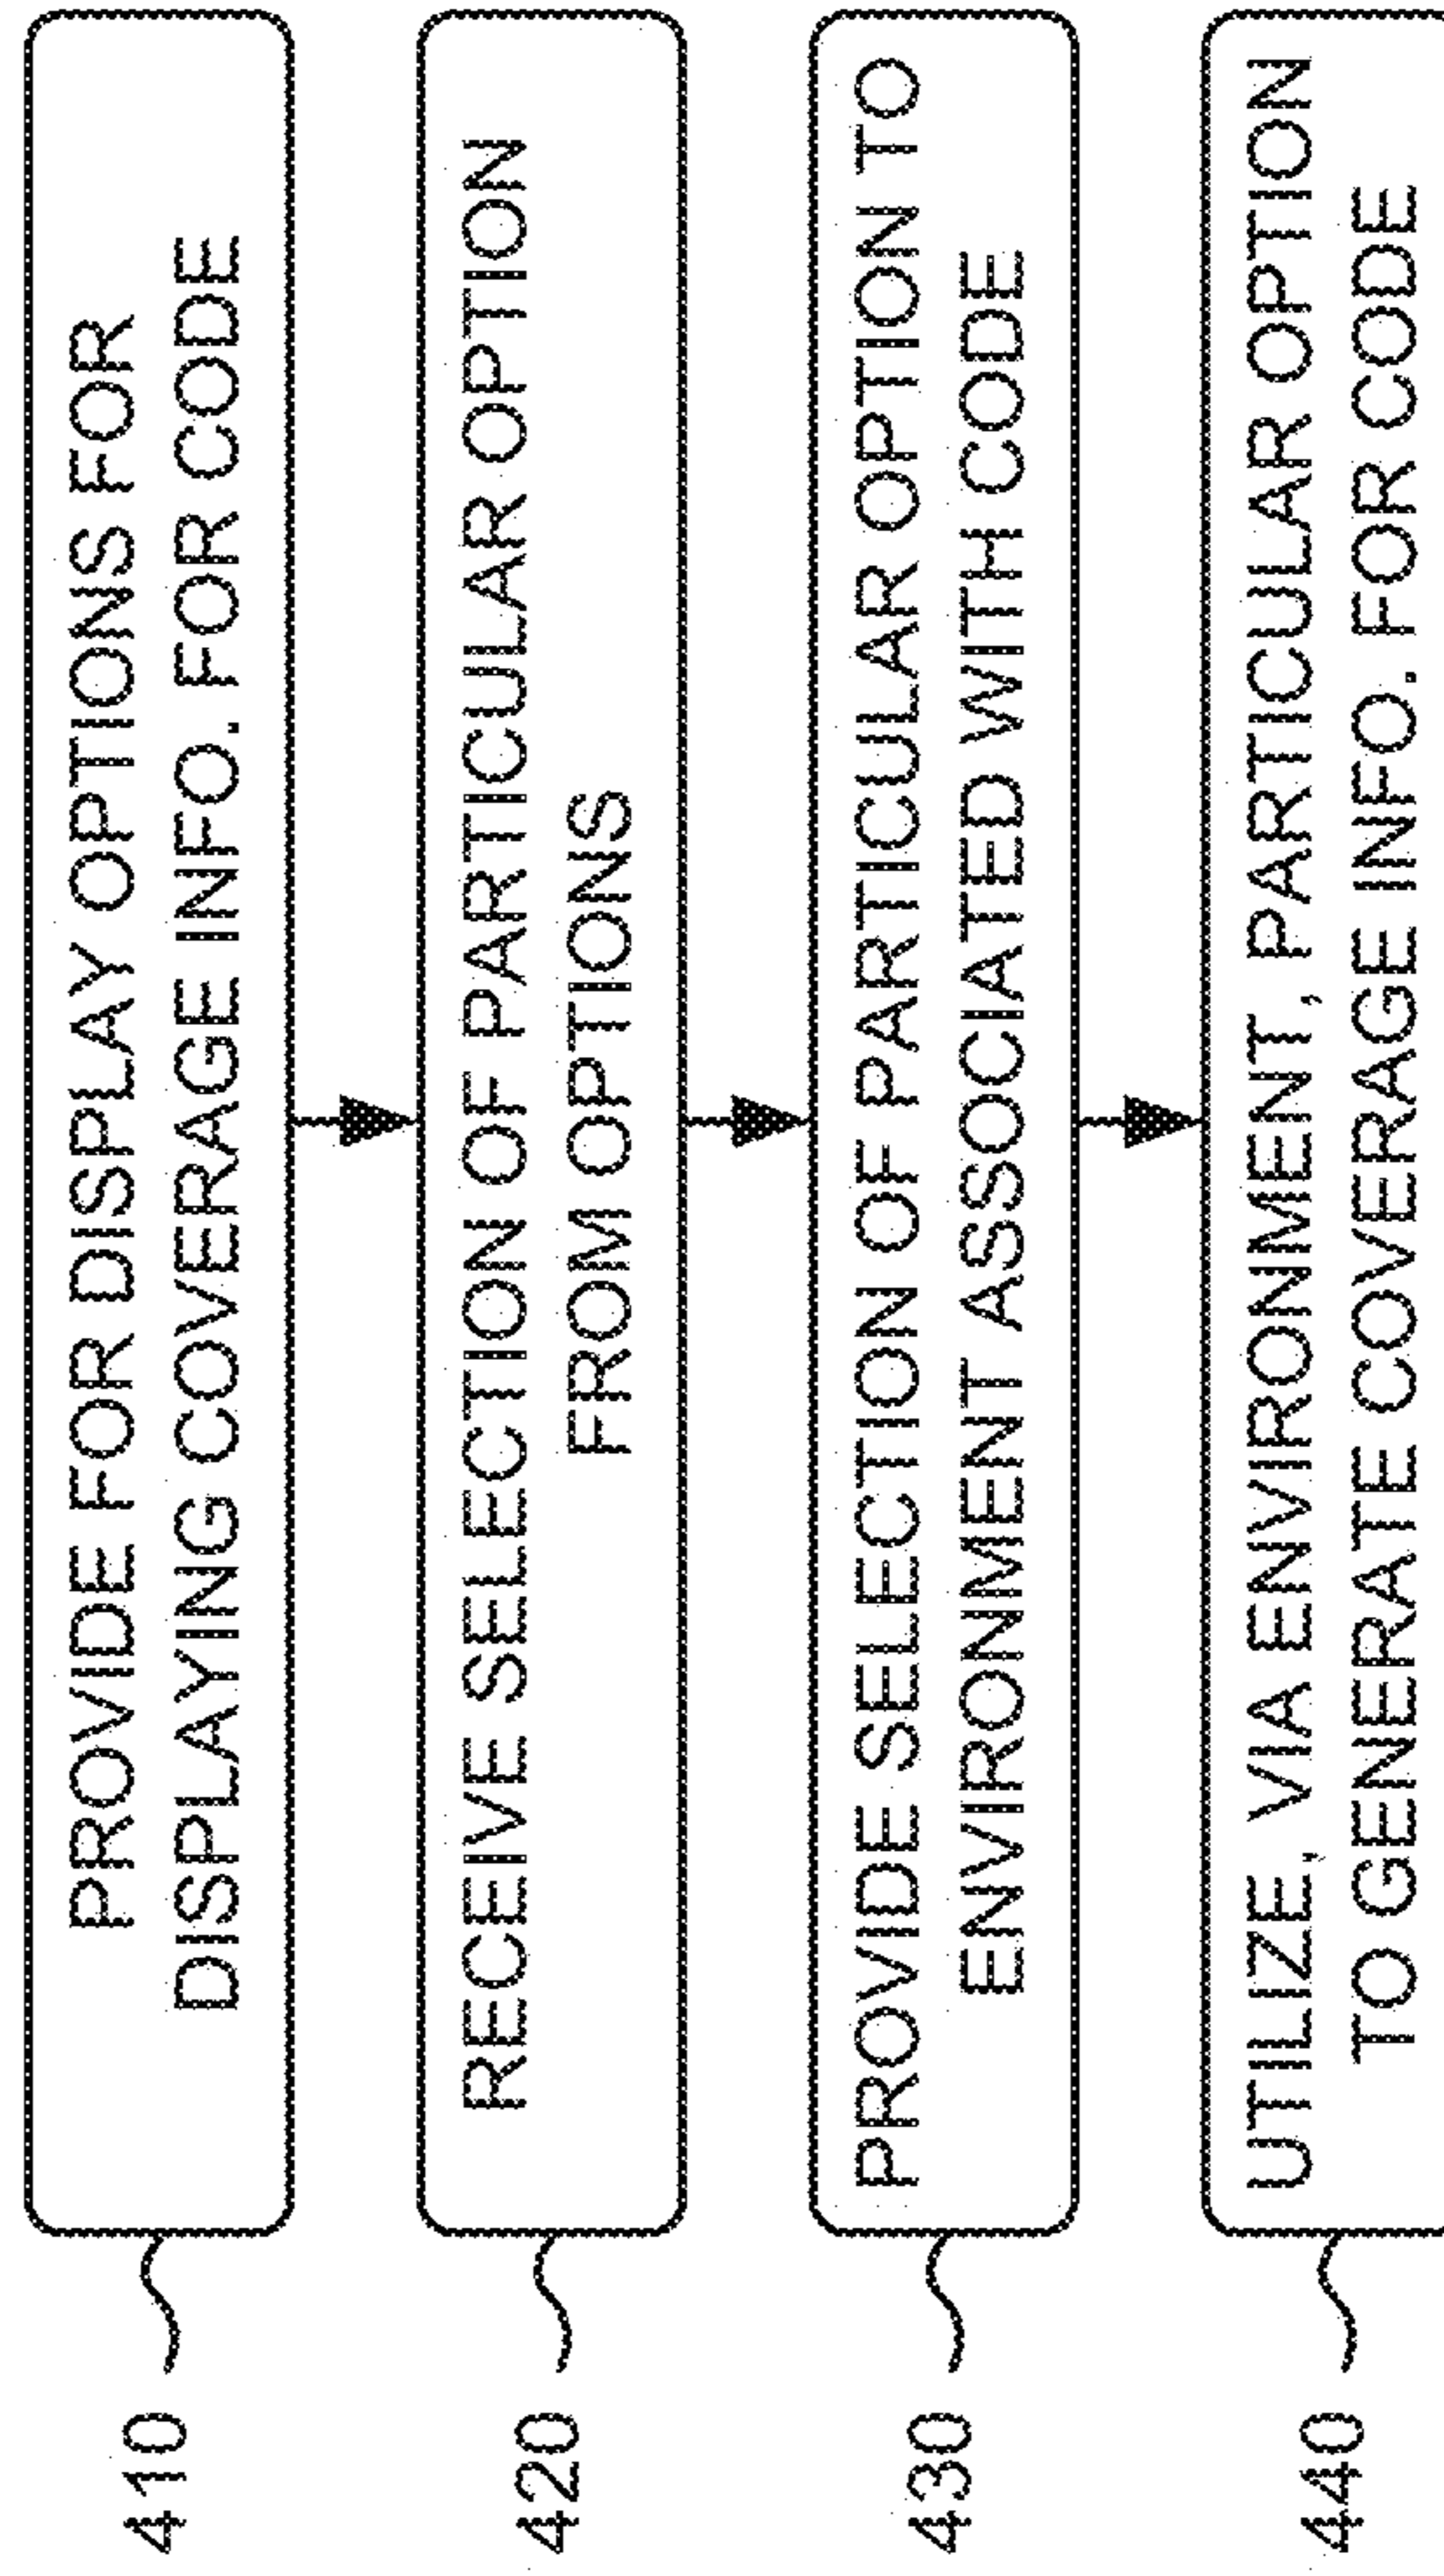 410
PROVIDE FOR DISPLAY OPTIONS FOR
DISPLAYING COVERAGE INFO. FOR CODE
420
RECEIVE SELECTION OF PARTICULAR OPTION
FROM OPTIONS
430
PROVIDE SELECTION OF PARTICULAR OPTION TO
ENVIRONMENT ASSOCIATED WITH CODE
440
UTILIZE, VIA ENVIRONMENT, PARTICULAR OPTION
TO GENERATE COVERAGE INFO. FOR CODE